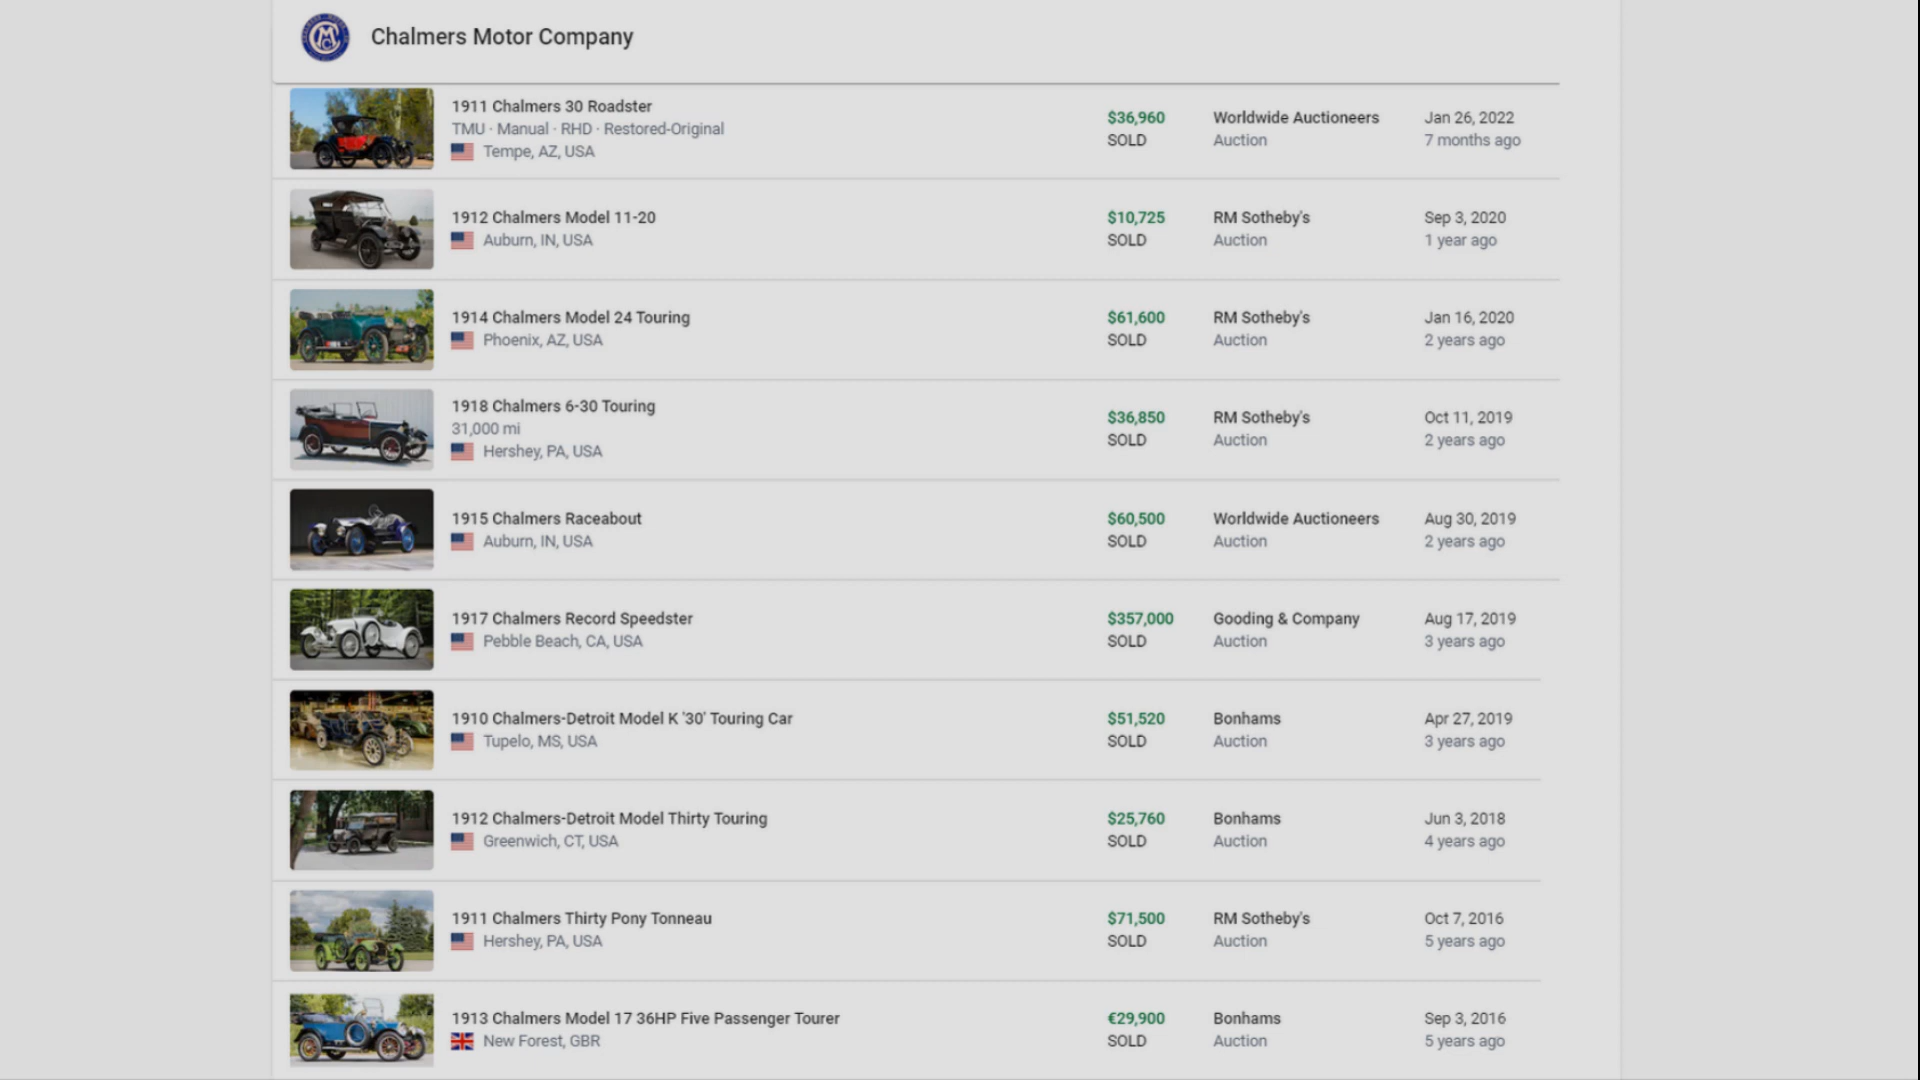 Chalmers Motor Company
1911 Chalmers 30 Roadster
TMU · Manual · RHD · Restored-Original
Tempe, AZ, USA
$36,960
SOLD
Worldwide Auctioneers
Auction
Jan 26, 2022
7 months ago
1912 Chalmers Model 11-20
Auburn, IN, USA
$10,725
SOLD
RM Sotheby's
Auction
Sep 3, 2020
1 year ago
1914 Chalmers Model 24 Touring
Phoenix, AZ, USA
$61,600
SOLD
RM Sotheby's
Auction
Jan 16, 2020
2 years ago
1918 Chalmers 6-30 Touring
31,000 mi
Hershey, PA, USA
$36,850
SOLD
RM Sotheby's
Auction
Oct 11, 2019
2 years ago
1915 Chalmers Raceabout
Auburn, IN, USA
$60,500
SOLD
Worldwide Auctioneers
Auction
Aug 30, 2019
2 years ago
1917 Chalmers Record Speedster
Pebble Beach, CA, USA
$357,000
SOLD
Gooding & Company
Auction
Aug 17, 2019
3 years ago
1910 Chalmers-Detroit Model K '30' Touring Car
Tupelo, MS, USA
$51,520
SOLD
Bonhams
Auction
Apr 27, 2019
3 years ago
1912 Chalmers-Detroit Model Thirty Touring
Greenwich, CT, USA
$25,760
SOLD
Bonhams
Auction
Jun 3, 2018
4 years ago
1911 Chalmers Thirty Pony Tonneau
Hershey, PA, USA
$71,500
SOLD
RM Sotheby's
Auction
Oct 7, 2016
5 years ago
1913 Chalmers Model 17 36HP Five Passenger Tourer
New Forest, GBR
€29,900
SOLD
Bonhams
Auction
Sep 3, 2016
5 years ago